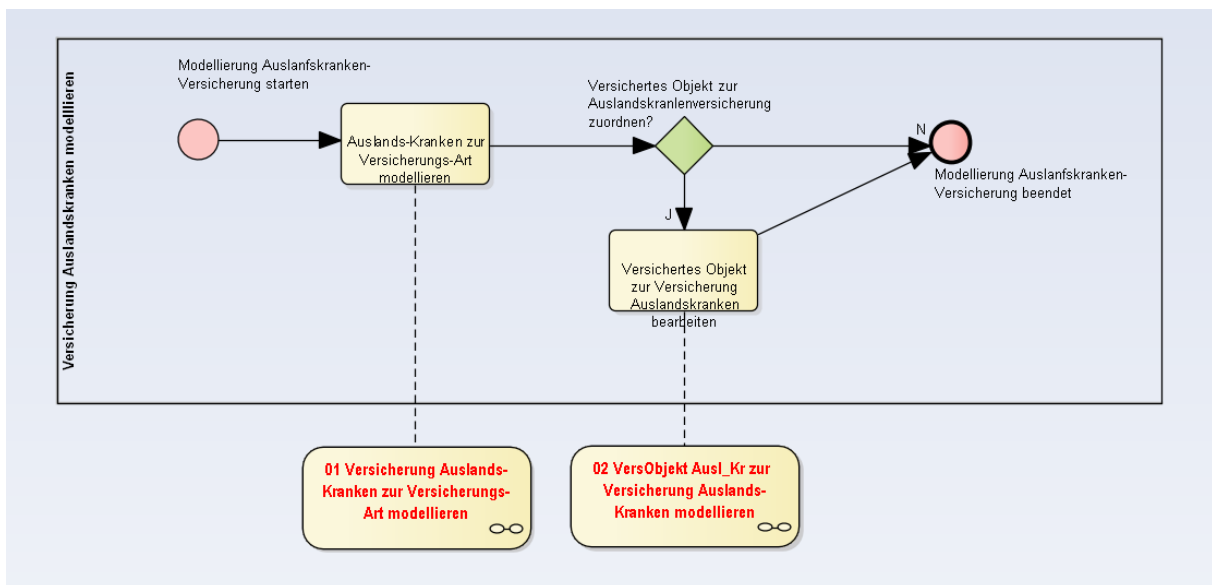 Versicherung Auslandskranken modelllieren
Modellierung Auslanfskranken-
Versicherung starten
Auslands-Kranken zur
Versicherungs-Art
modellieren
Versichertes Objekt zur
Auslandskranlenversicherung
zuordnen?
N
Modellierung Auslanfskranken-
Versicherung beendet
J
Versichertes Objekt
zur Versicherung
Auslandskranken
bearbeiten
01 Versicherung Auslands-
Kranken zur Versicherungs-
Art modellieren
02 VersObjekt Ausl_Kr zur
Versicherung Auslands-
Kranken modellieren